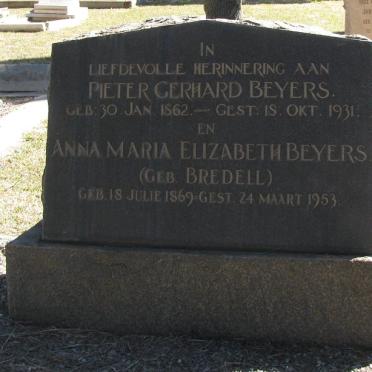 IN
LIEFDEVOLLE HERINNERING AAN
PIETER GERHARD BEYERS.
GEB: 30 JAN 1862.— GEST: 18. OKT. 1931.
EN
ANNA MARIA ELIZABETH BEYERS
(GEB. BREDELL)
GEB. 18 JULIE 1869-GEST. 24 MAART 1953.